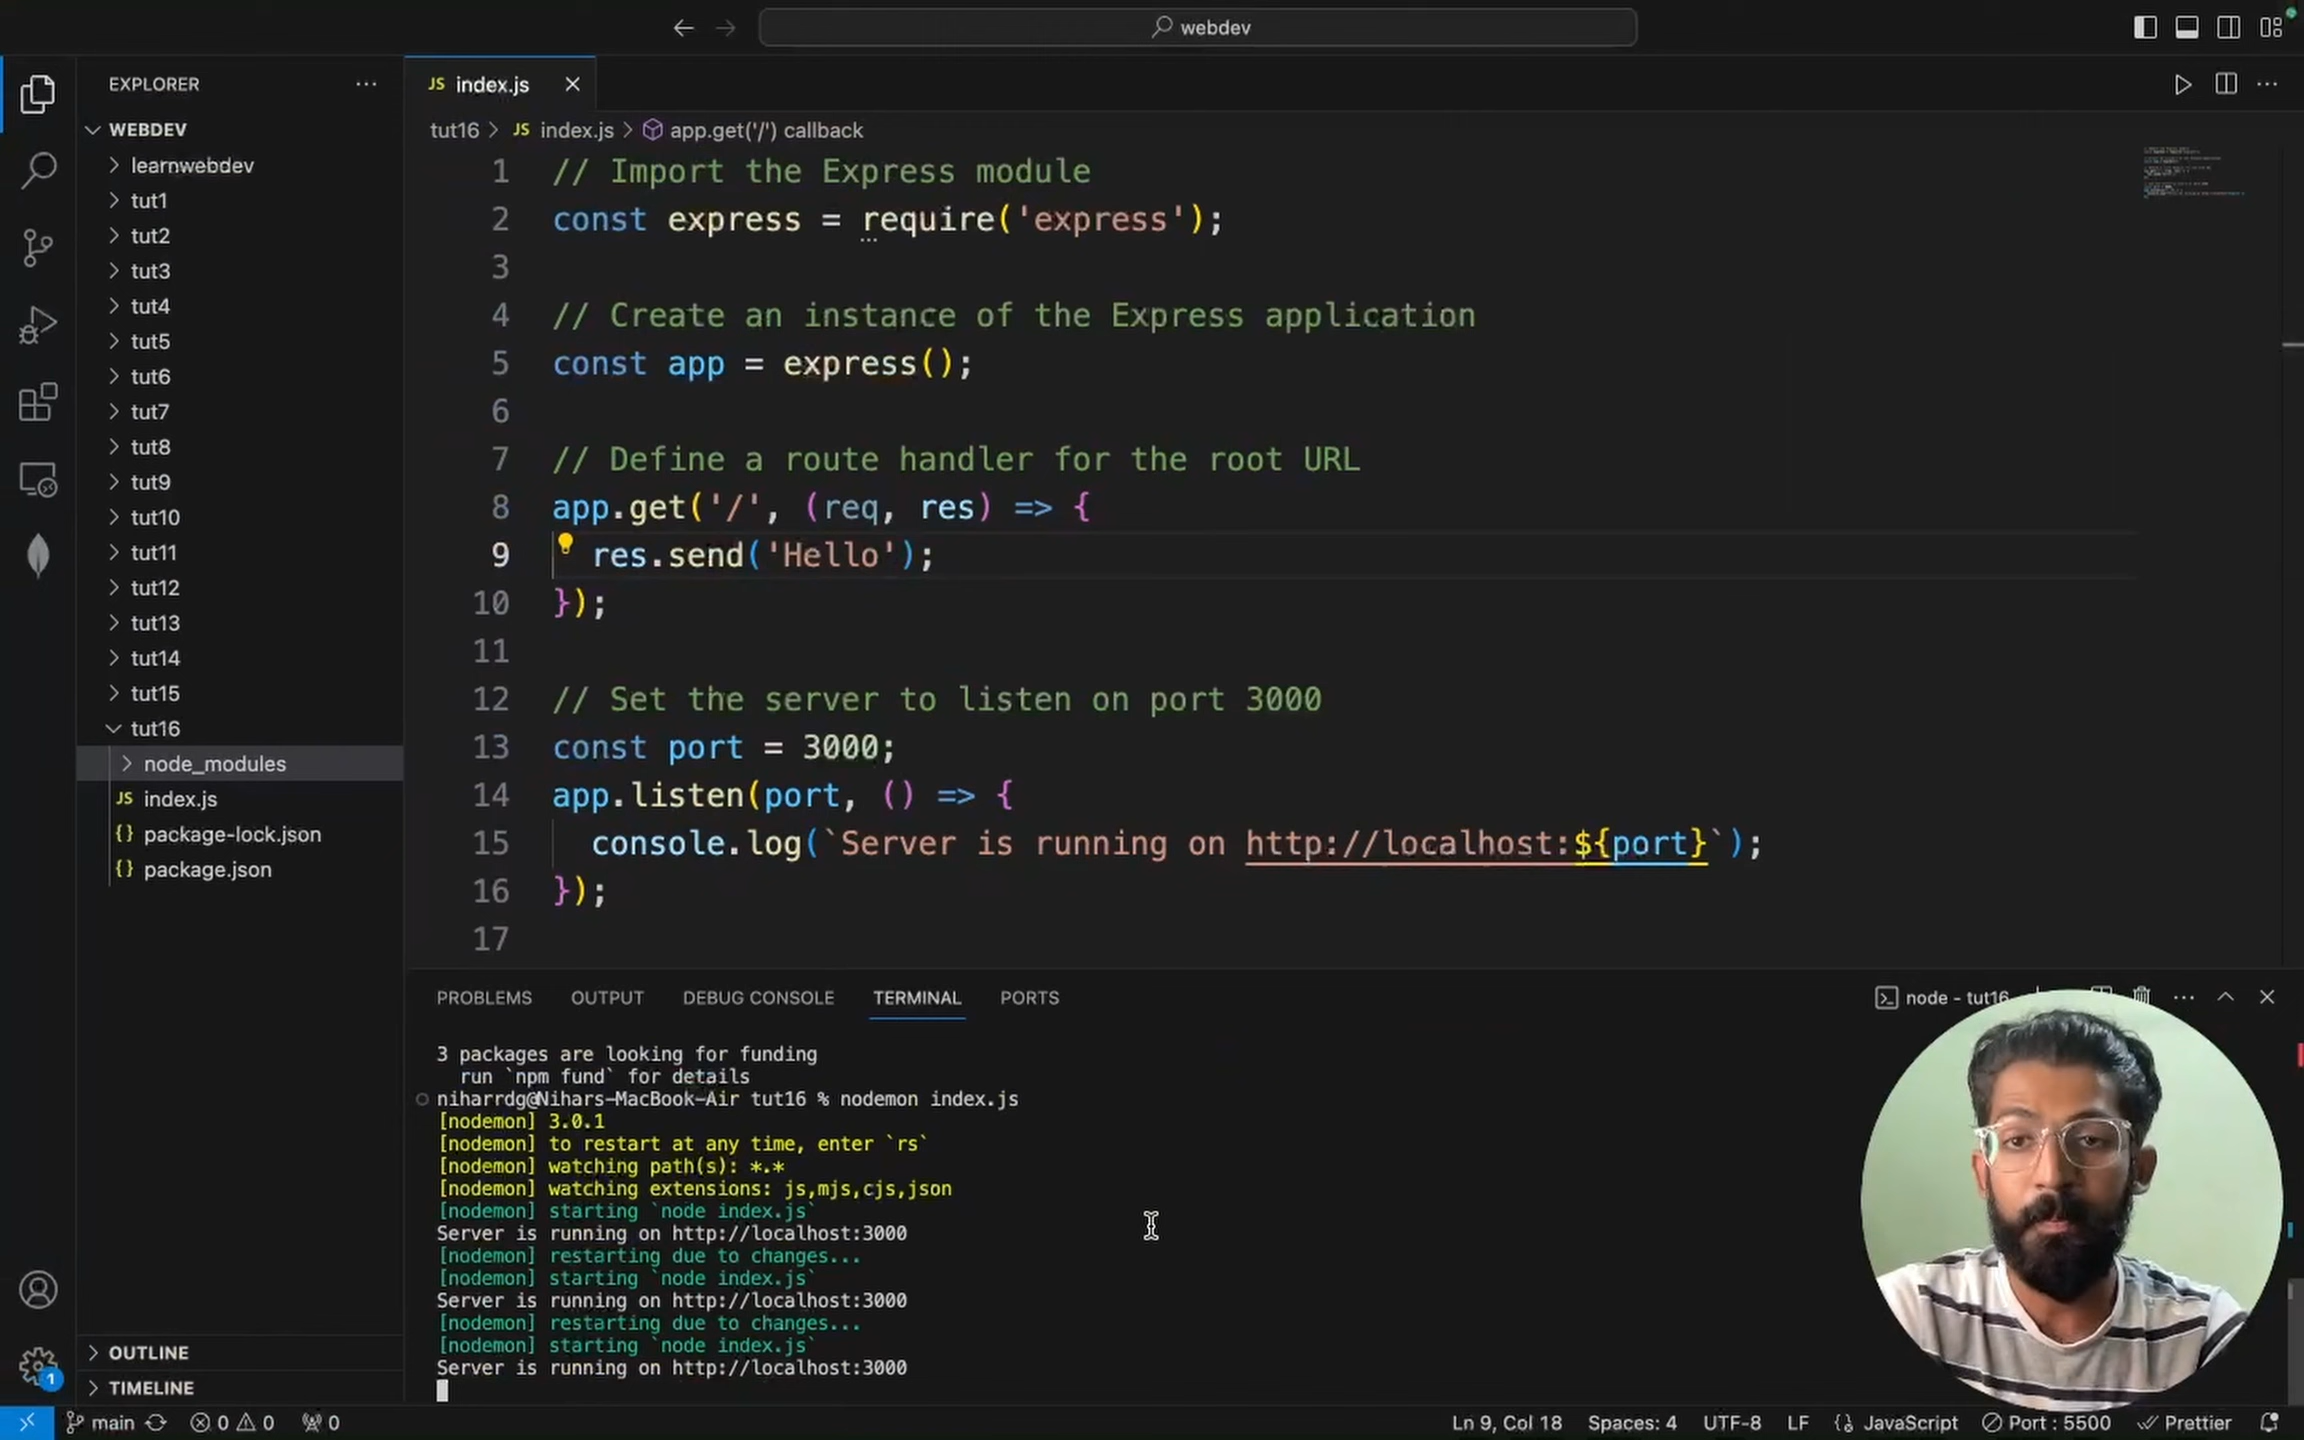 webdev
EXPLORER
WEBDEV
learnwebdev
tut1
tut2
tut3
tut4
tut5
tut6
tut7
tut8
tut9
tut10
tut11
tut12
tut13
tut14
tut15
tut16
node_modules
JS index.js
{} package-lock.json
{} package.json
OUTLINE
TIMELINE
JS index.js
tut16 > JS index.js > app.get('/') callback
1 // Import the Express module
2 const express = require('express');
3
4 // Create an instance of the Express application
5 const app = express();
6
7 // Define a route handler for the root URL
8 app.get('/', (req, res) => {
9 res.send('Hello');
10 });
11
12 // Set the server to listen on port 3000
13 const port = 3000;
14 app.listen(port, () => {
15 console.log(`Server is running on http://localhost:${port}`);
16 });
17
PROBLEMS OUTPUT DEBUG CONSOLE TERMINAL PORTS
node - tut16
3 packages are looking for funding
run `npm fund` for details
niharrdg@Nihars-MacBook-Air tut16 % nodemon index.js
[nodemon] 3.0.1
[nodemon] to restart at any time, enter `rs`
[nodemon] watching path(s): *.*
[nodemon] watching extensions: js,mjs,cjs,json
[nodemon] starting `node index.js`
Server is running on http://localhost:3000
[nodemon] restarting due to changes...
[nodemon] starting `node index.js`
Server is running on http://localhost:3000
[nodemon] restarting due to changes...
[nodemon] starting `node index.js`
Server is running on http://localhost:3000
1
main 0 0 0 Ln 9, Col 18 Spaces: 4 UTF-8 LF {} JavaScript Port : 5500 Prettier